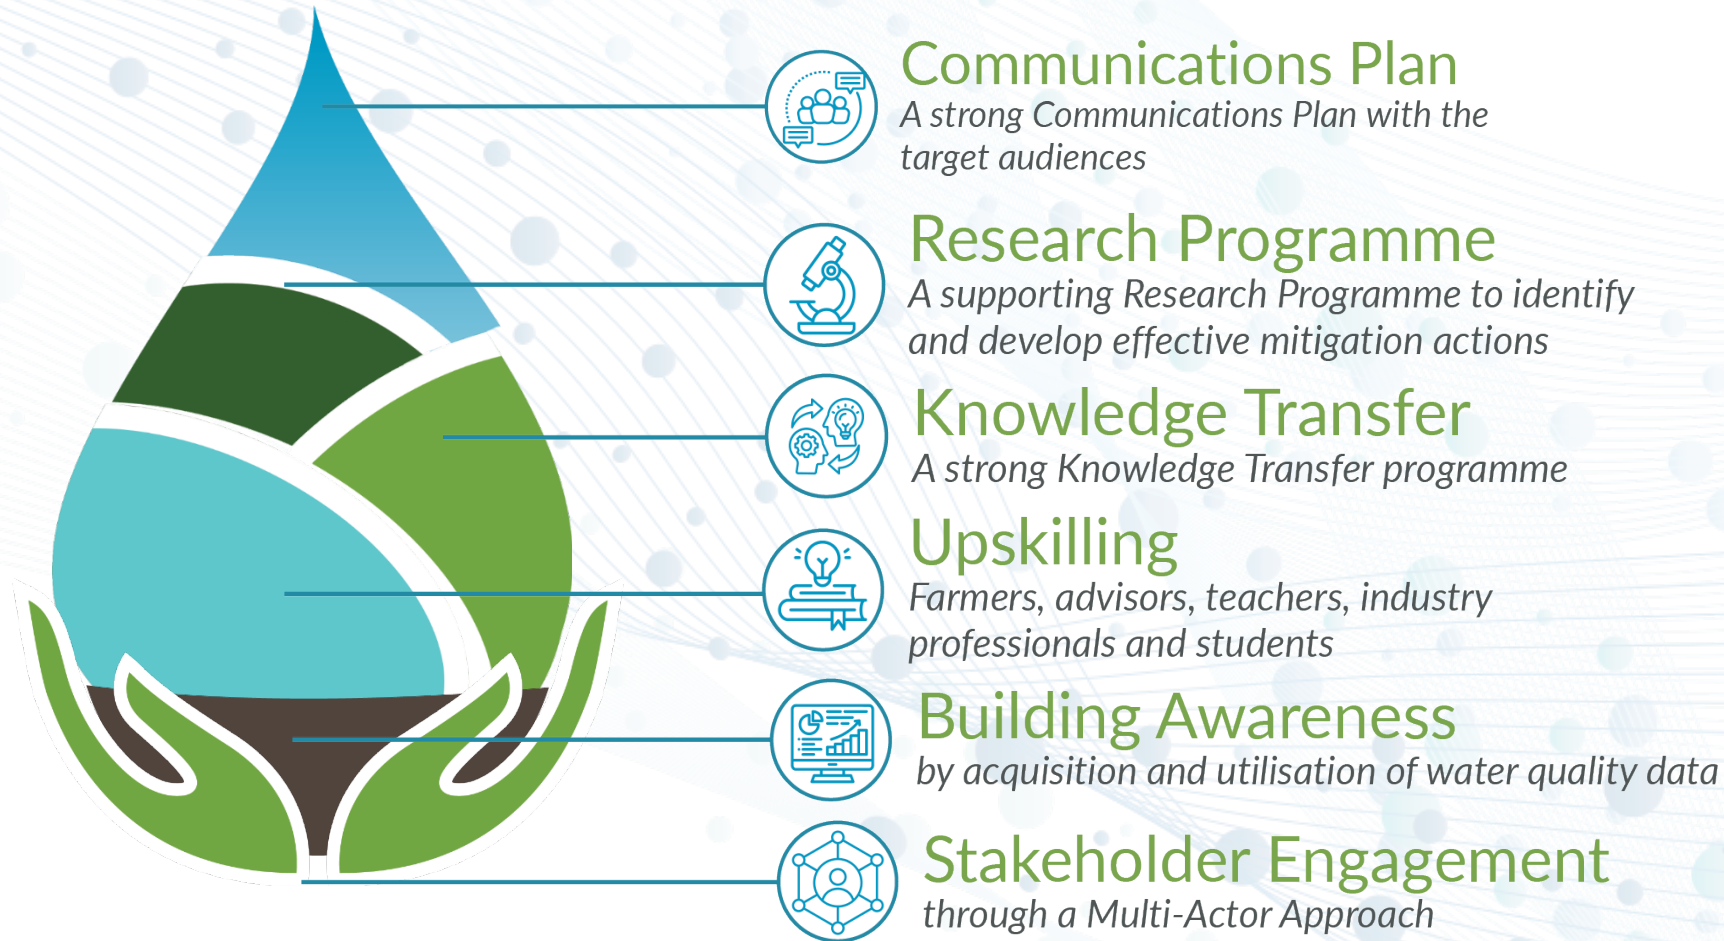 Communications Plan
A strong Communications Plan with the
target audiences
Research Programme
A supporting Research Programme to identify
and develop effective mitigation actions
Knowledge Transfer
A strong Knowledge Transfer programme
Upskilling
Farmers, advisors, teachers, industry
professionals and students
Building Awareness
by acquisition and utilisation of water quality data
Stakeholder Engagement
through a Multi-Actor Approach